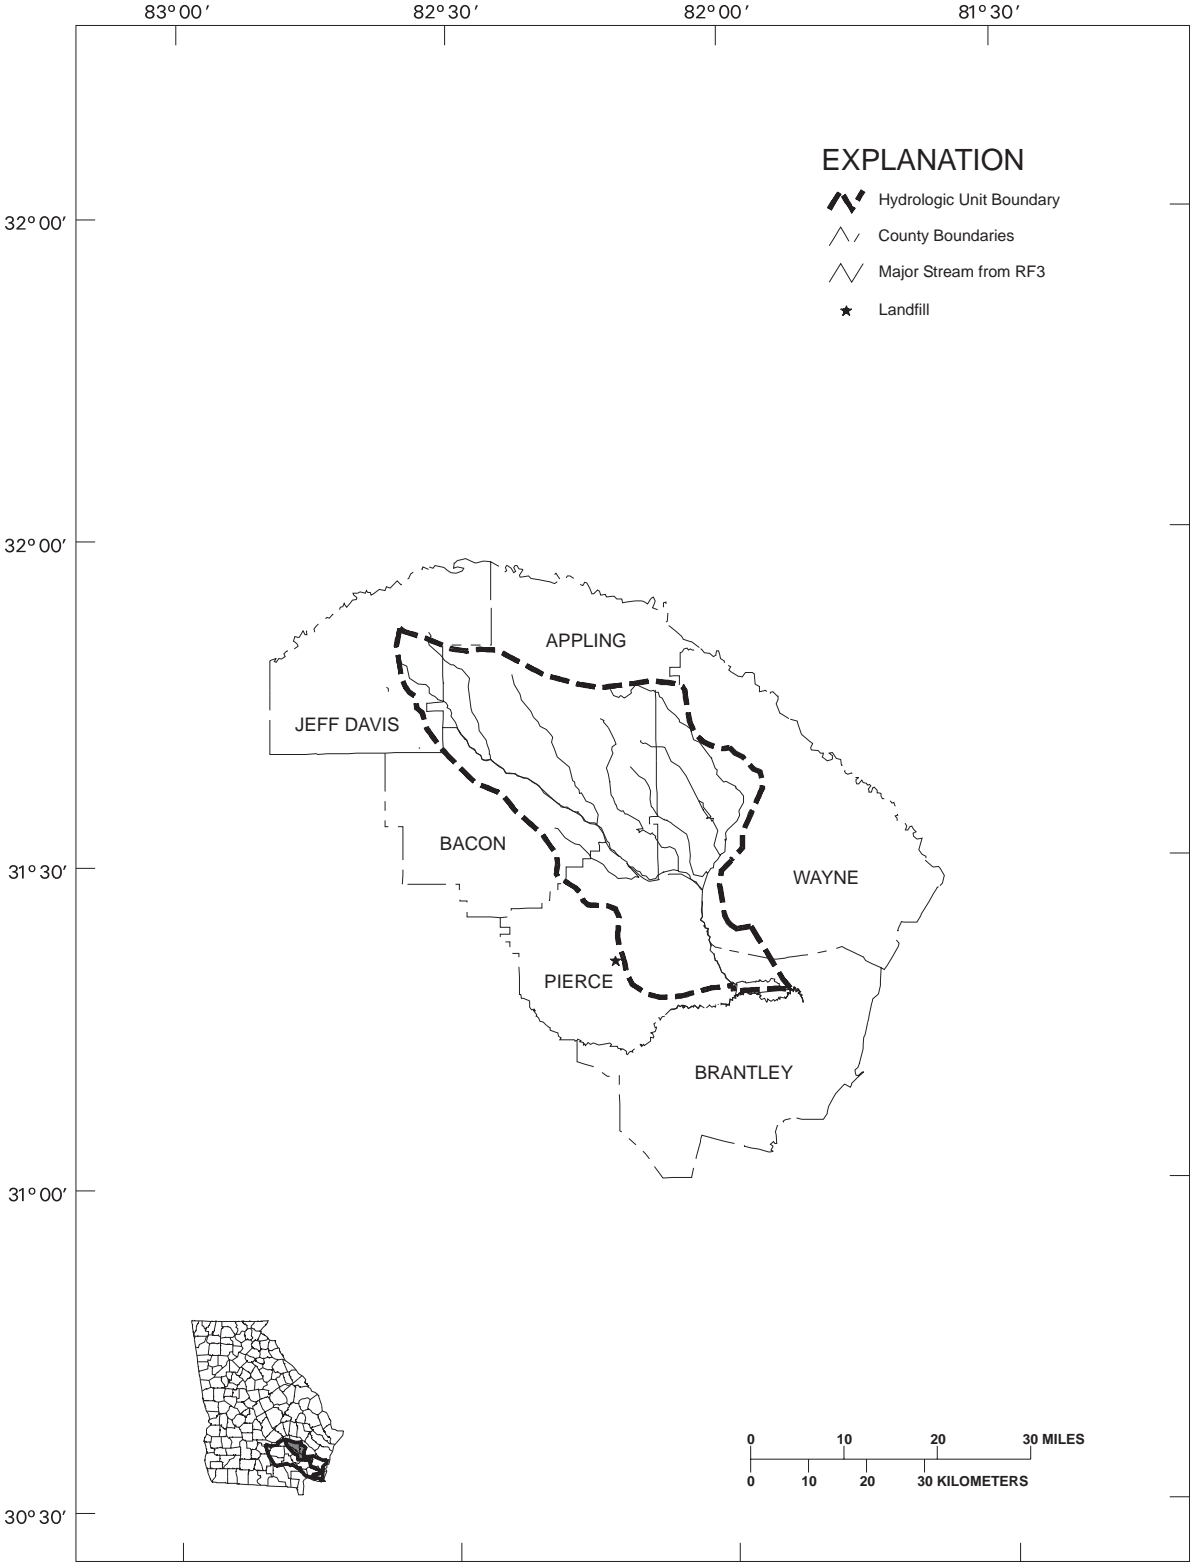 83°00′ 82°30′ 82°00′ 81°30′
EXPLANATION
Hydrologic Unit Boundary
County Boundaries
Major Stream from RF3
Landfill
32°00′
32°00′
APPLING
JEFF DAVIS
BACON
31°30′
WAYNE
PIERCE
BRANTLEY
31°00′
0 10 20 30 MILES
0 10 20 30 KILOMETERS
30°30′